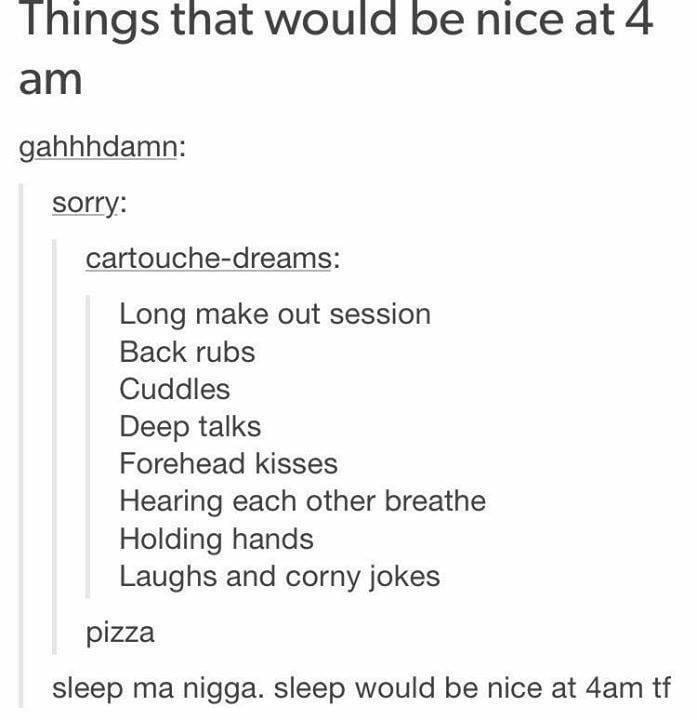 Things that would be nice at 4
am
gahhhdamn:
sorry:
cartouche-dreams:
Long make out session
Back rubs
Cuddles
Deep talks
Forehead kisses
Hearing each other breathe
Holding hands
Laughs and corny jokes
pizza
sleep ma nigga. sleep would be nice at 4am tf